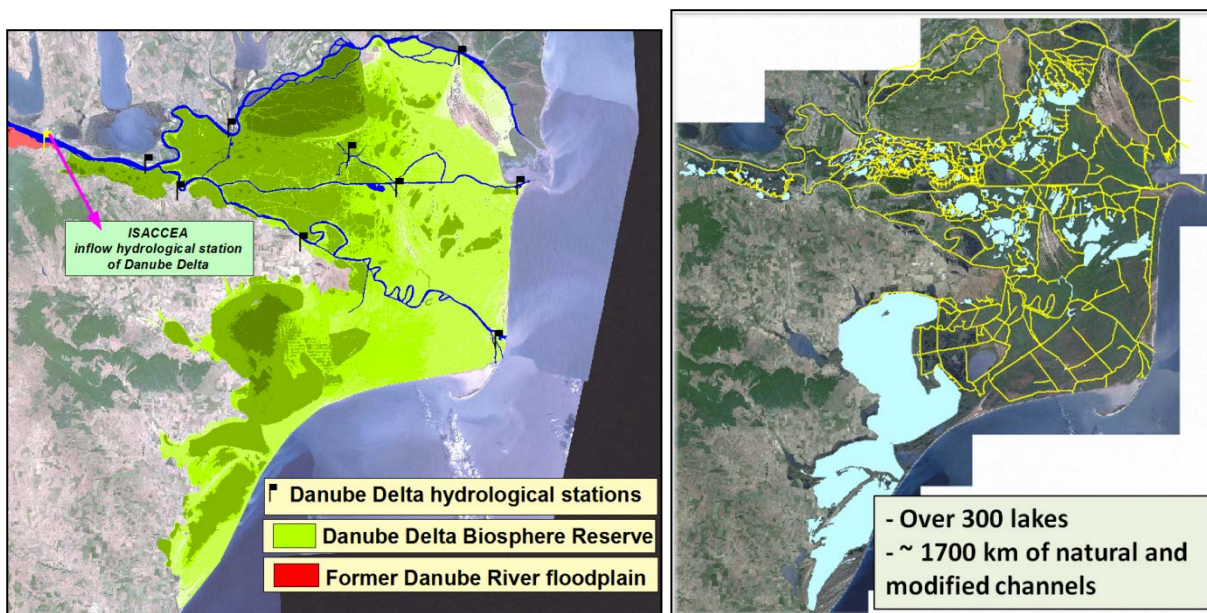 ISACCEA
inflow hydrological station
of Danube Delta
Danube Delta hydrological stations
Danube Delta Biosphere Reserve
Former Danube River floodplain
- Over 300 lakes
- ~ 1700 km of natural and
modified channels